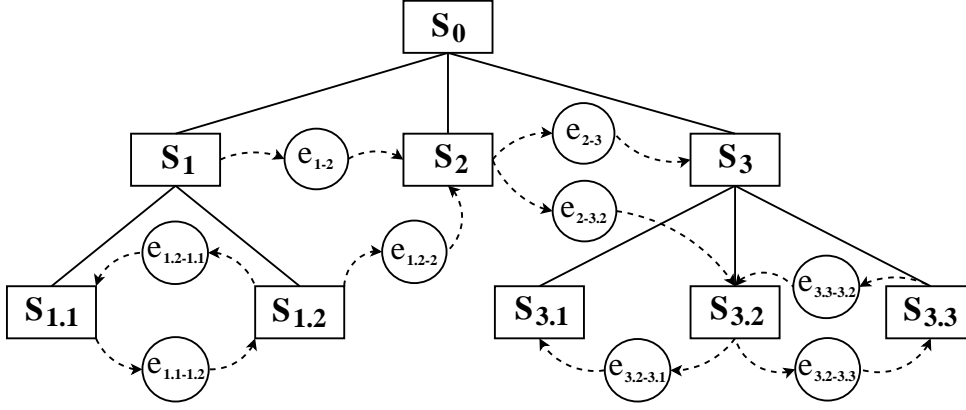 S0
S1
e1-2
S2
e2-3
S3
e2-3.2
e1.2-1.1
e1.2-2
e3.3-3.2
S1.1
S1.2
S3.1
S3.2
S3.3
e1.1-1.2
e3.2-3.1
e3.2-3.3